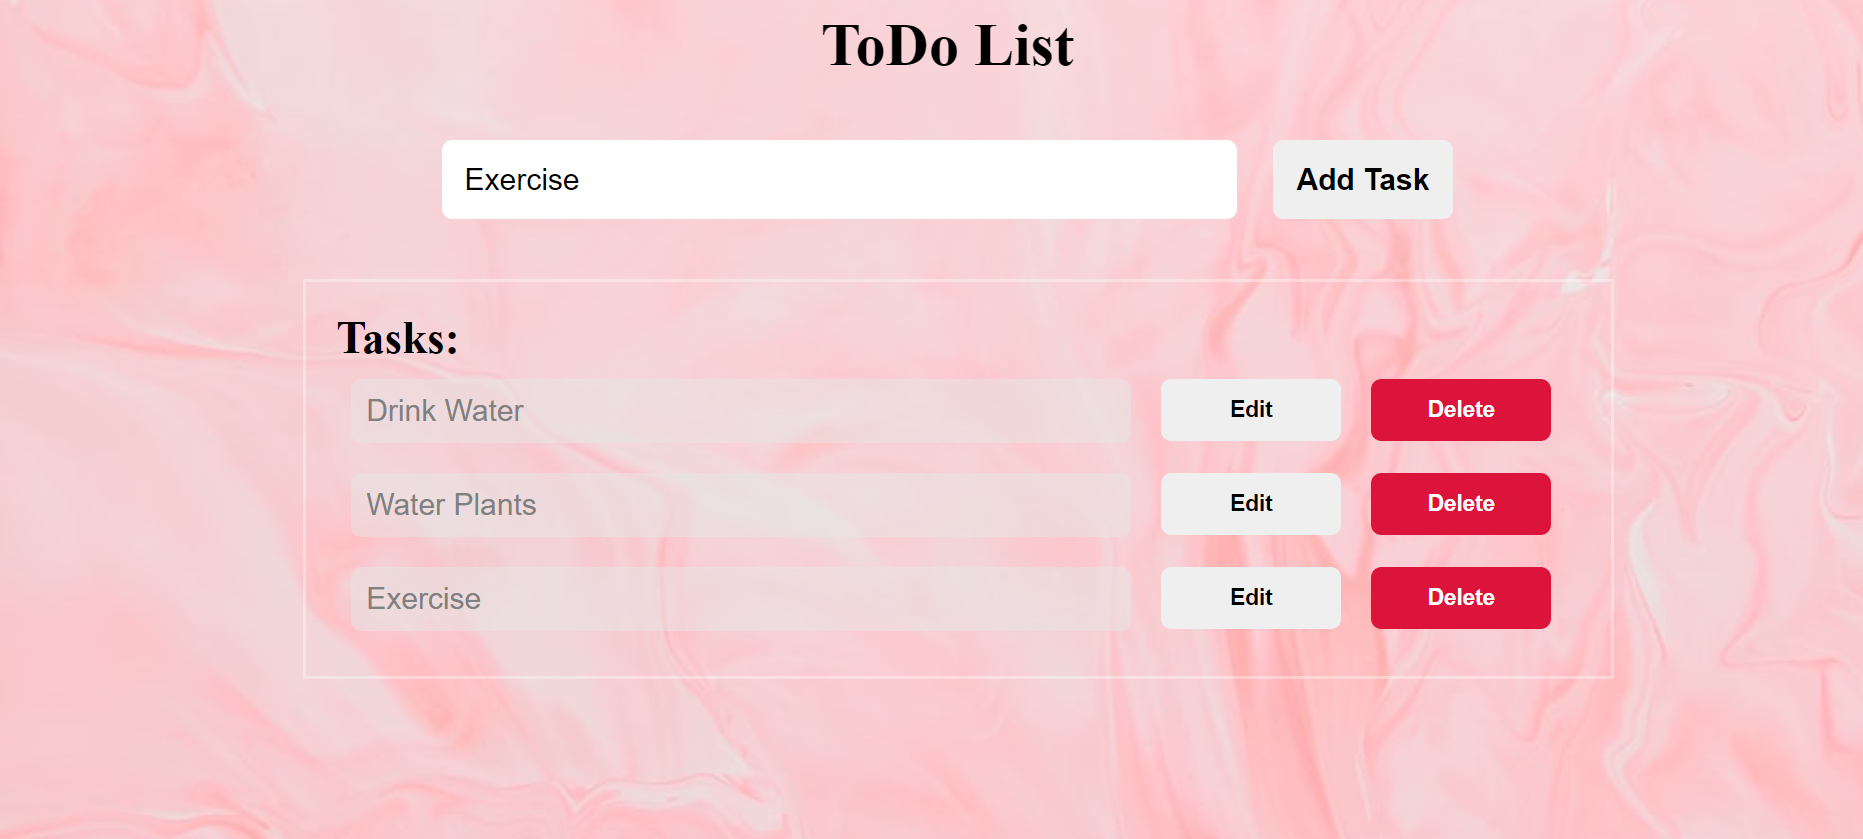 ToDo List
Exercise Add Task
Tasks:
Drink Water Edit Delete
Water Plants Edit Delete
Exercise Edit Delete